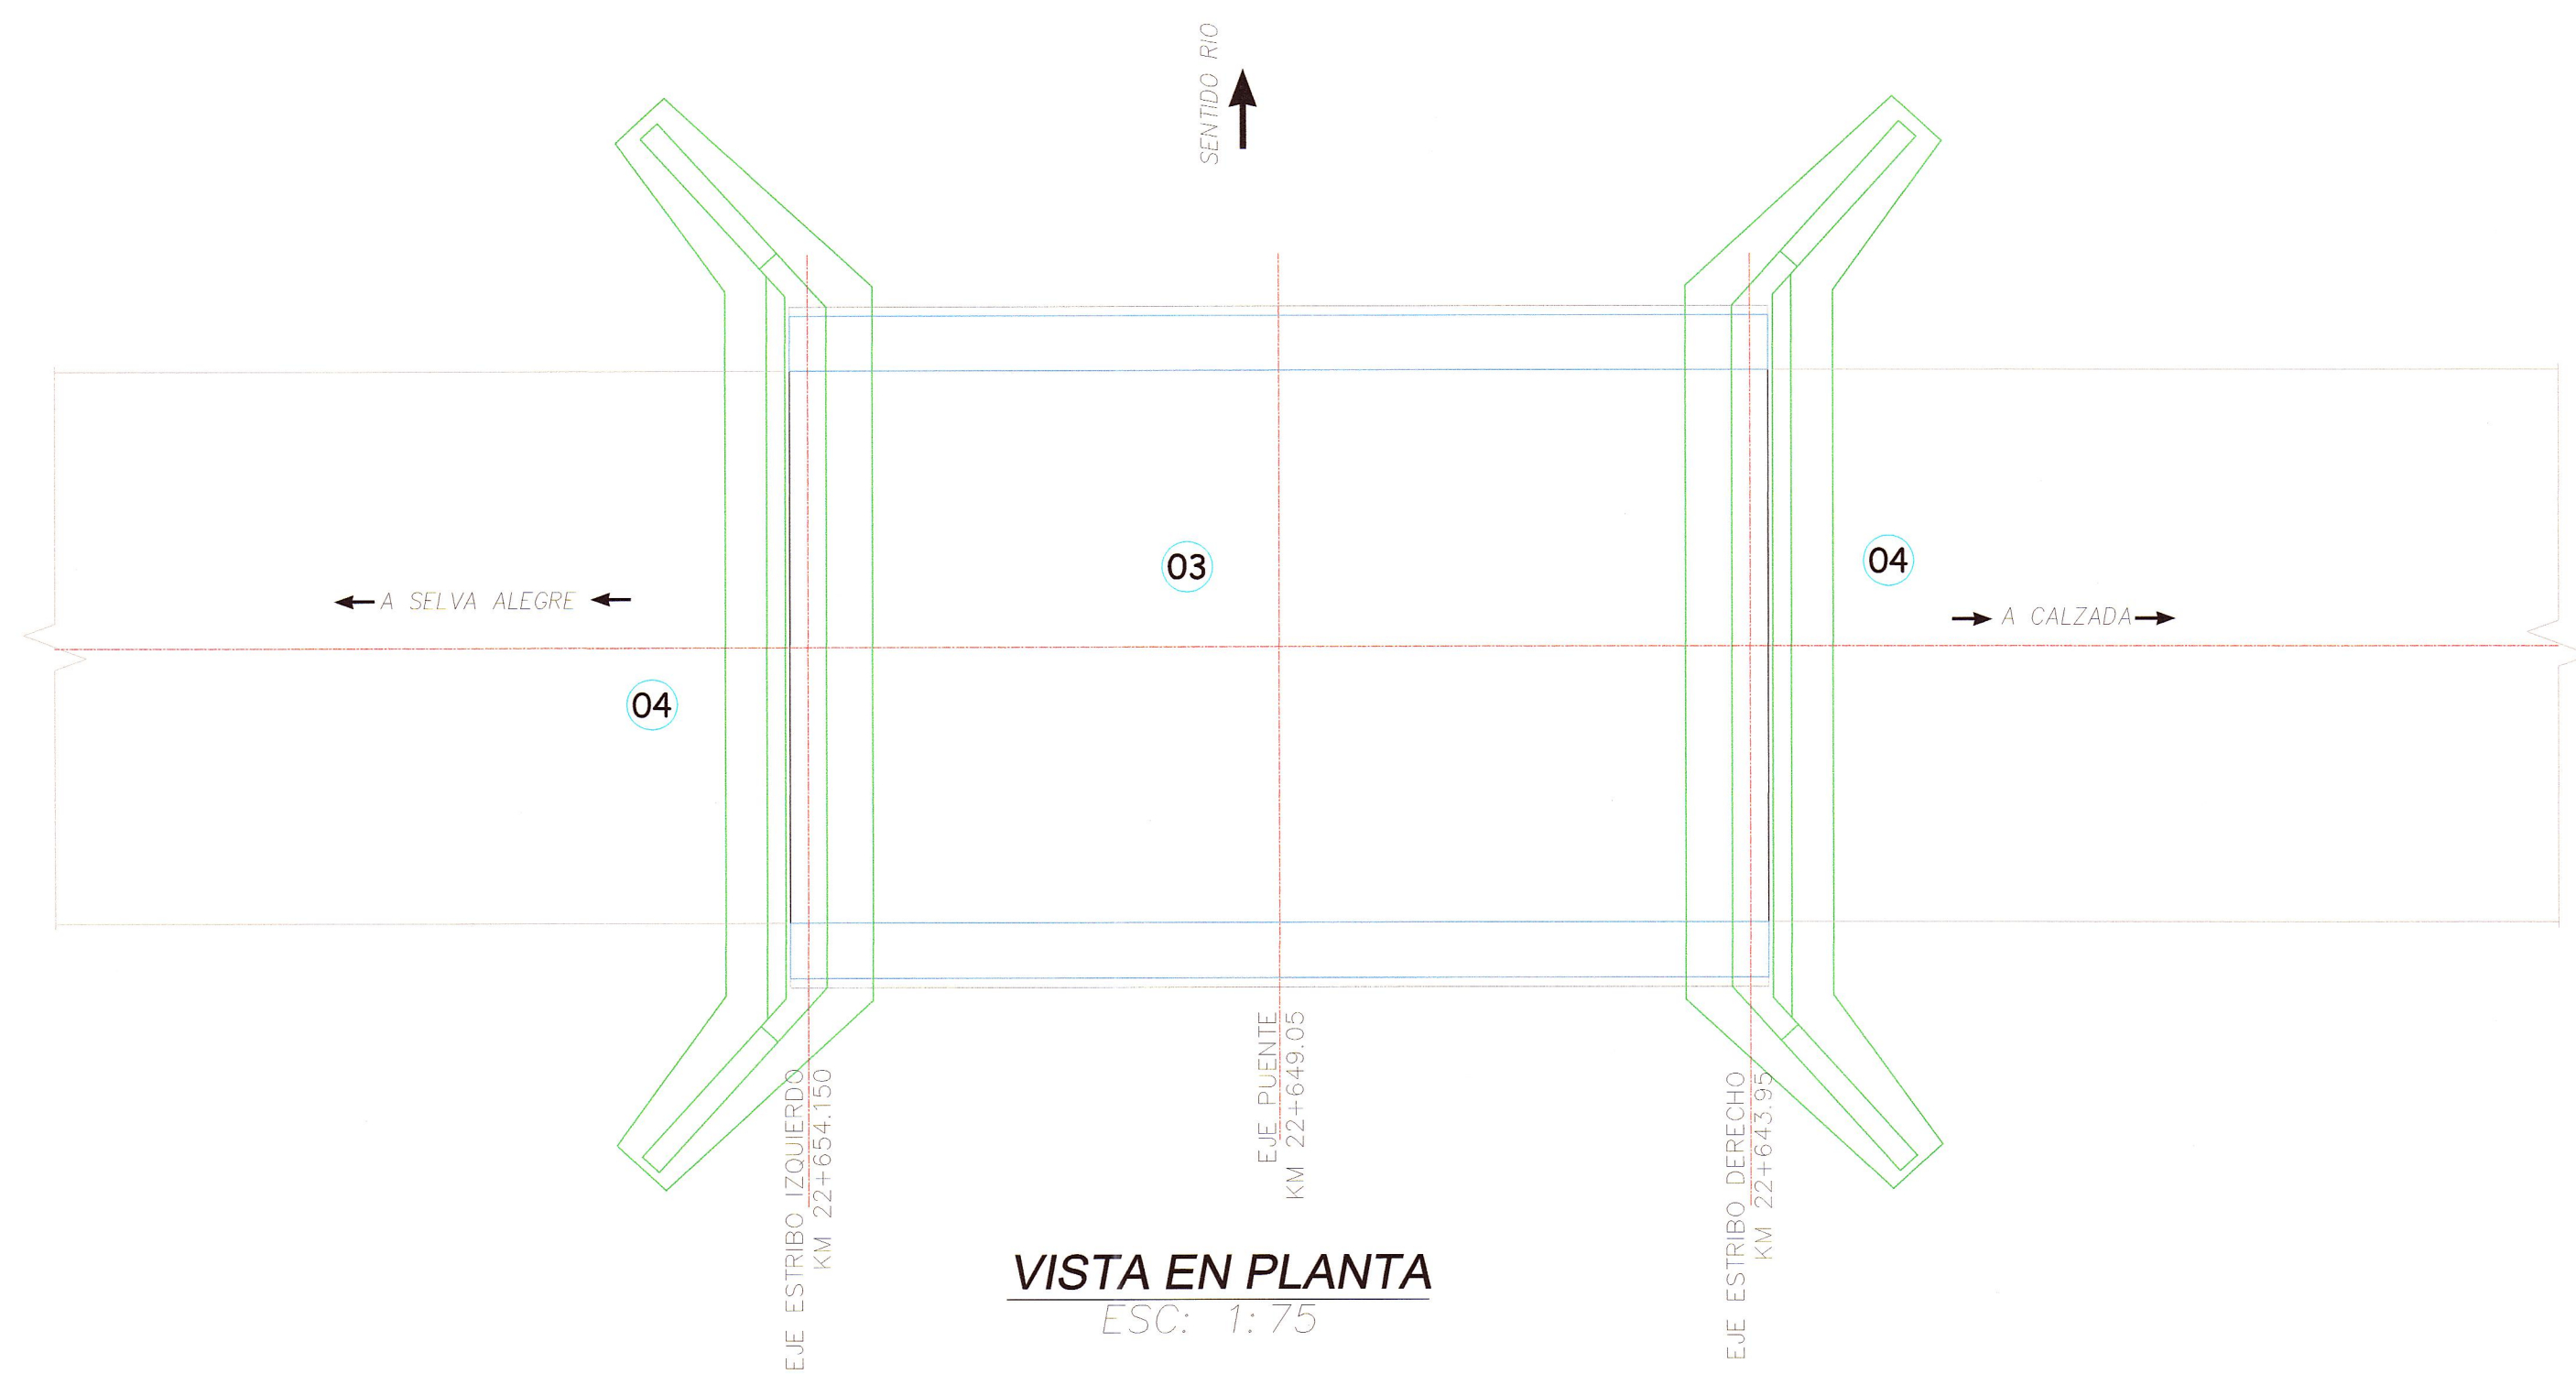 SENTIDO RIO
03
04
A SELVA ALEGRE
A CALZADA
04
EJE ESTRIBO IZQUIERDO
KM 22+654.150
EJE PUENTE
KM 22+649.05
EJE ESTRIBO DERECHO
KM 22+643.95
VISTA EN PLANTA
ESC: 1:75